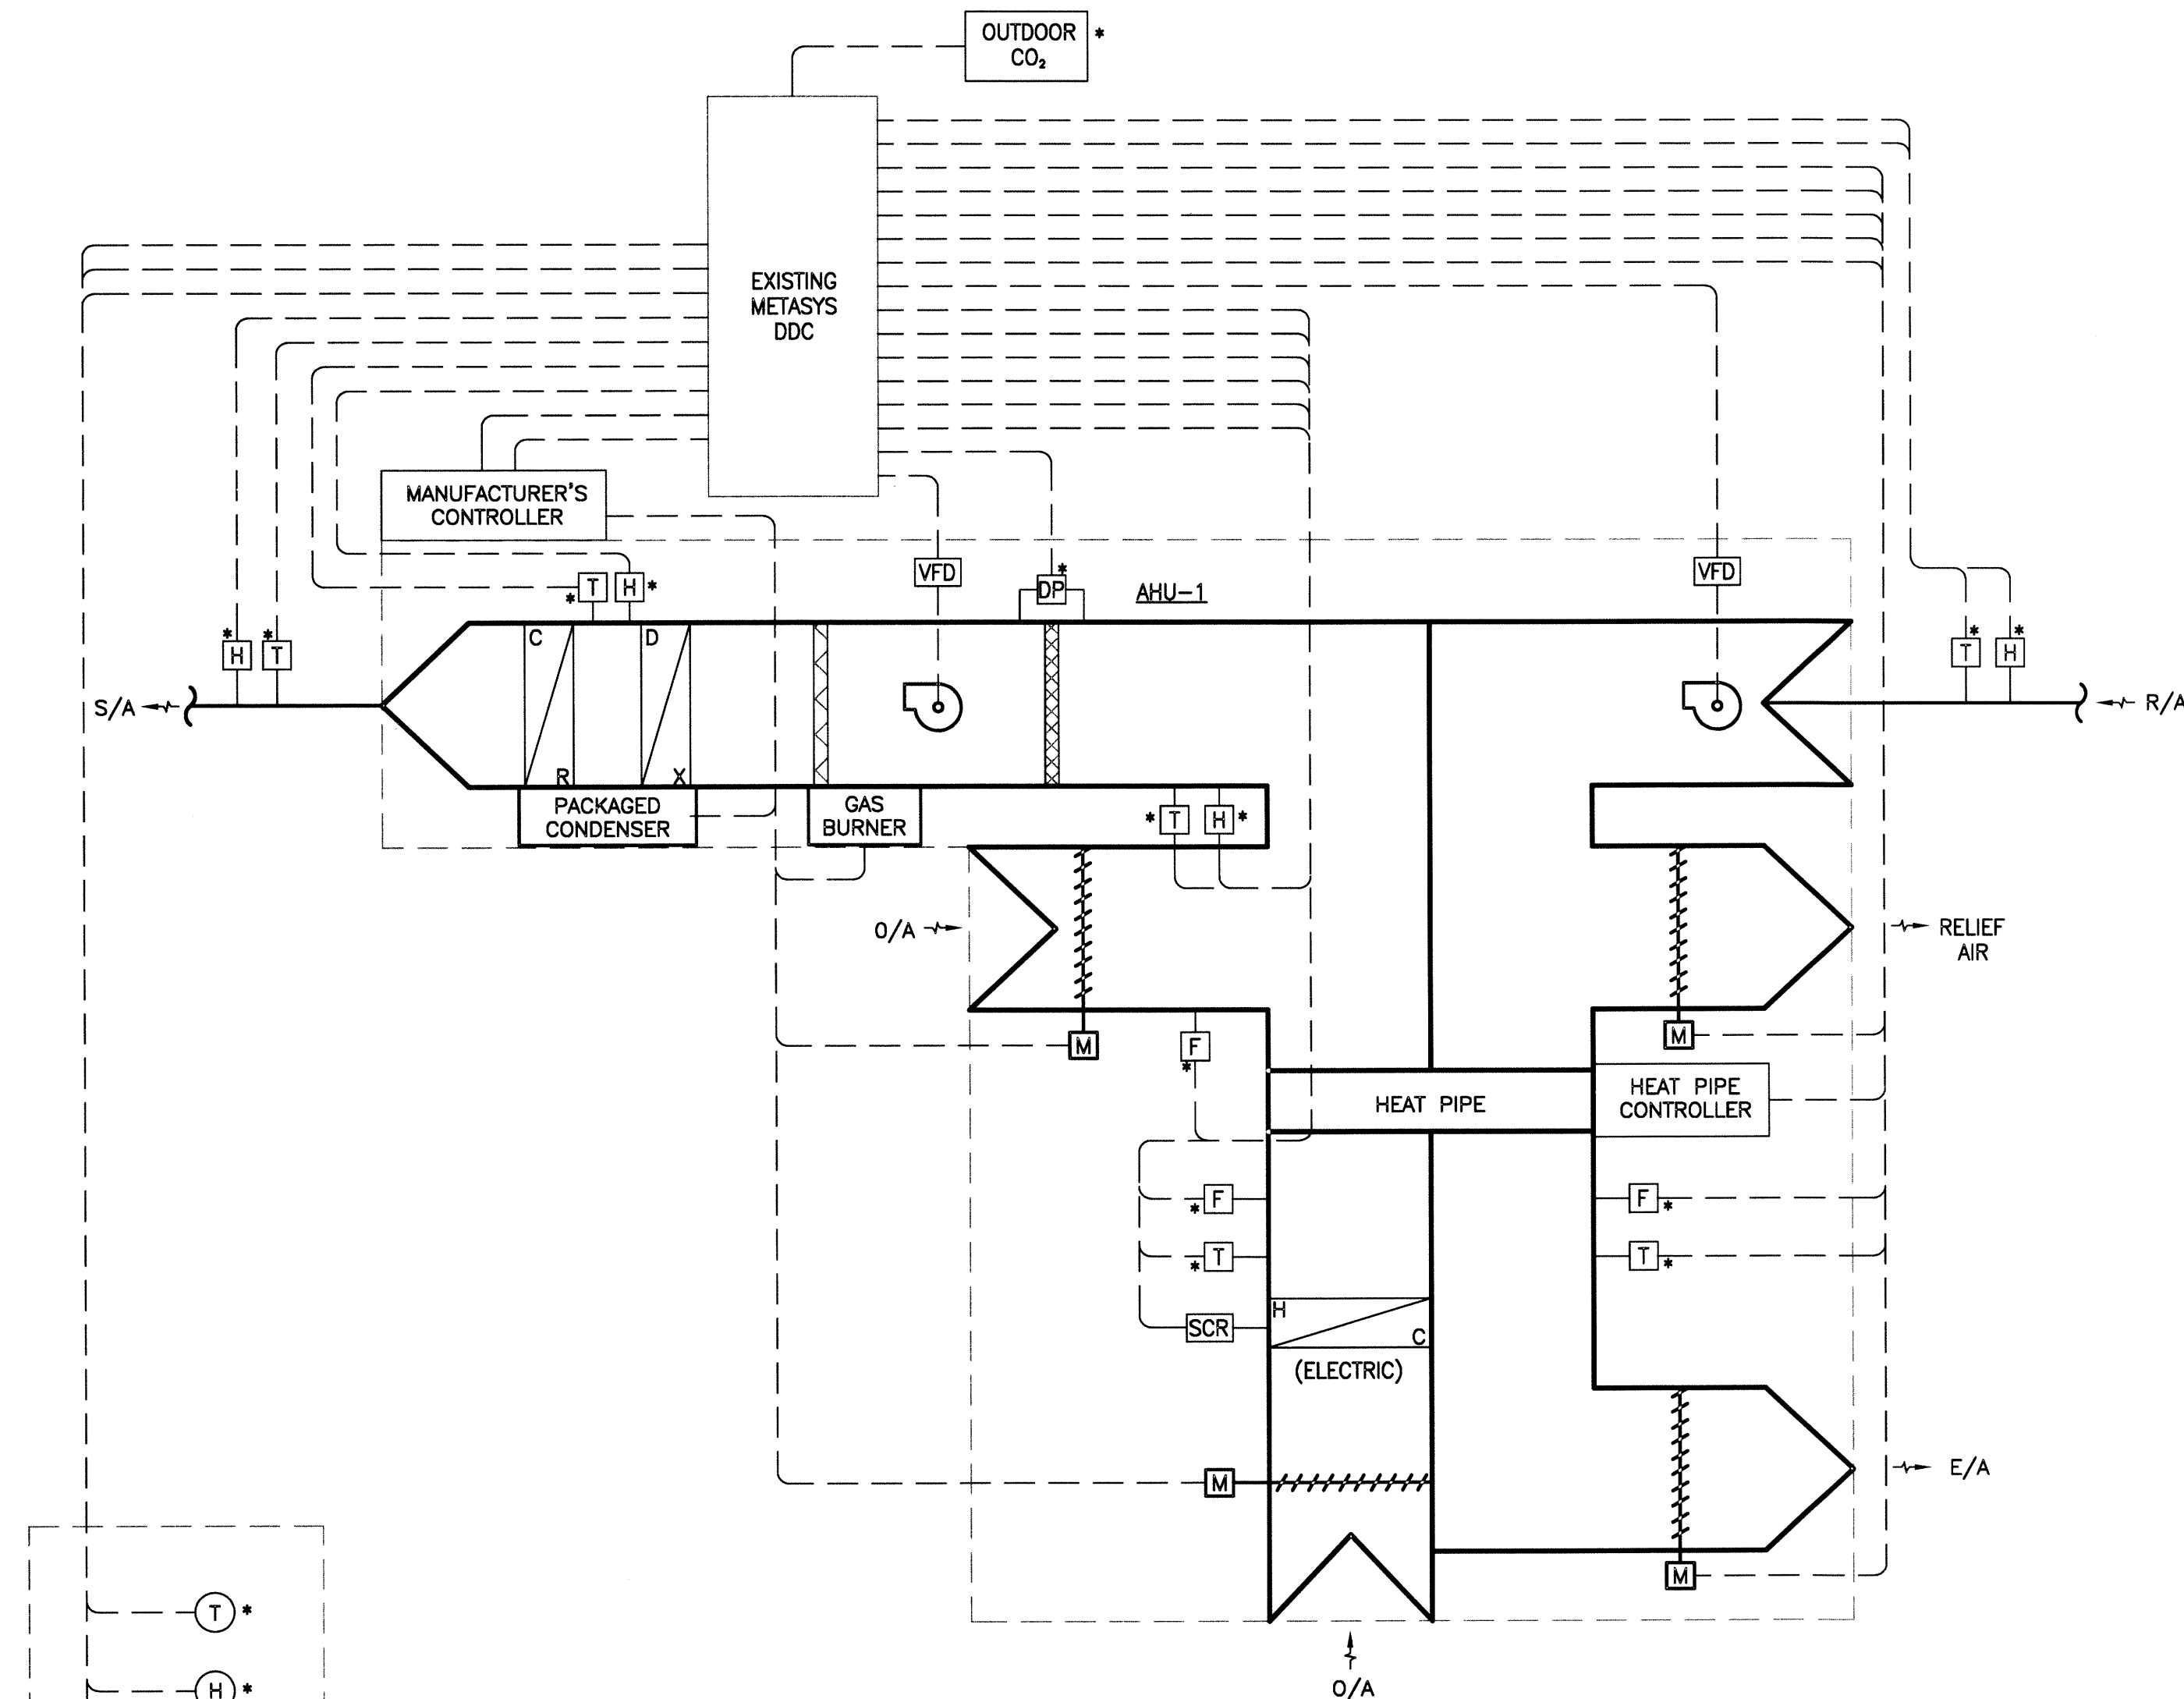 OUTDOOR *
CO₂
EXISTING
METASYS
DDC
MANUFACTURER'S
CONTROLLER
T H *
*
VFD
*
DP
AHU-1
VFD
* *
H T
C D
R X
* *
T H
S/A
R/A
PACKAGED
CONDENSER
GAS
BURNER
* T H *
O/A
RELIEF
AIR
M
F
*
M
HEAT PIPE
HEAT PIPE
CONTROLLER
* F
F *
* T
T *
SCR
H
C
(ELECTRIC)
M
E/A
M
T *
H *
O/A